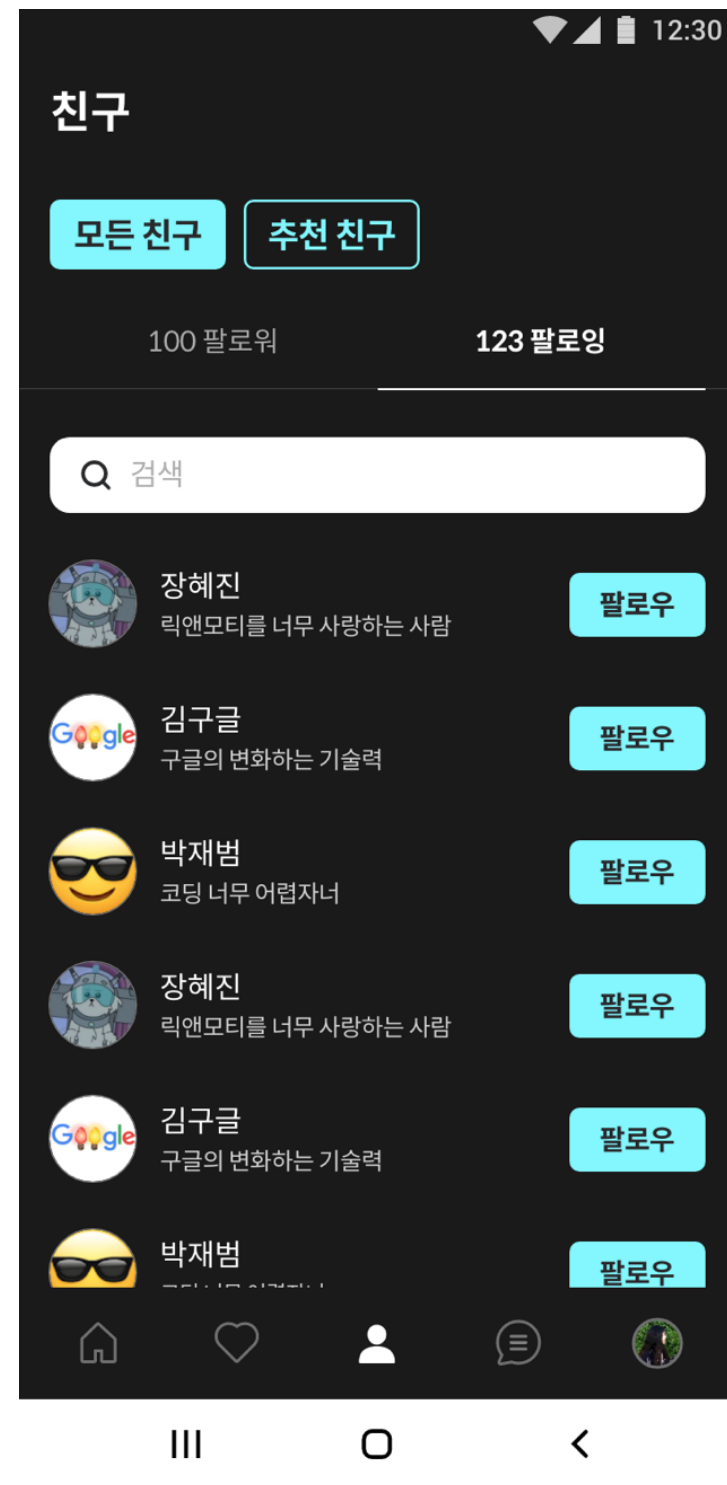 12:30
친구
모든 친구
추천 친구
100 팔로워
123 팔로잉
검색
장혜진
릭앤모티를 너무 사랑하는 사람
팔로우
Google
김구글
구글의 변화하는 기술력
팔로우
박재범
코딩 너무 어렵자너
팔로우
장혜진
릭앤모티를 너무 사랑하는 사람
팔로우
Google
김구글
구글의 변화하는 기술력
팔로우
박재범
팔로우